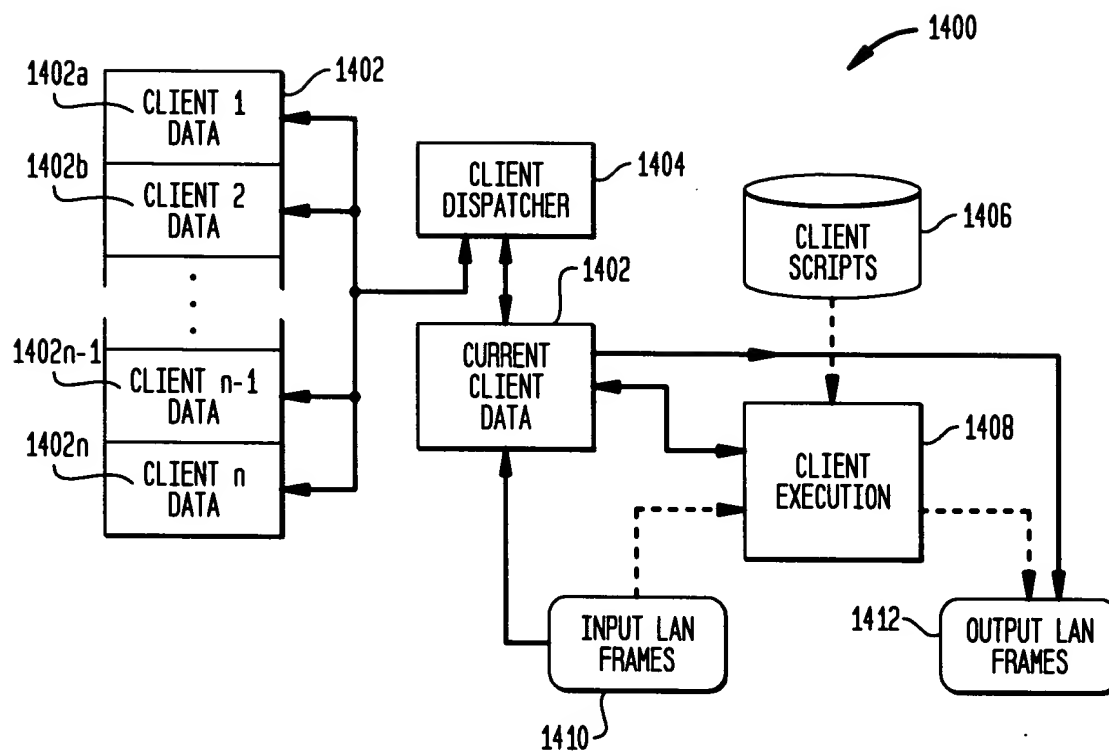 1400
1402a
1402
CLIENT 1
DATA
1402b
CLIENT 2
DATA
CLIENT
DISPATCHER
1404
CLIENT
SCRIPTS
1406
1402
1402n-1
CLIENT n-1
DATA
CURRENT
CLIENT
DATA
1402n
CLIENT n
DATA
CLIENT
EXECUTION
1408
INPUT LAN
FRAMES
1410
1412
OUTPUT LAN
FRAMES